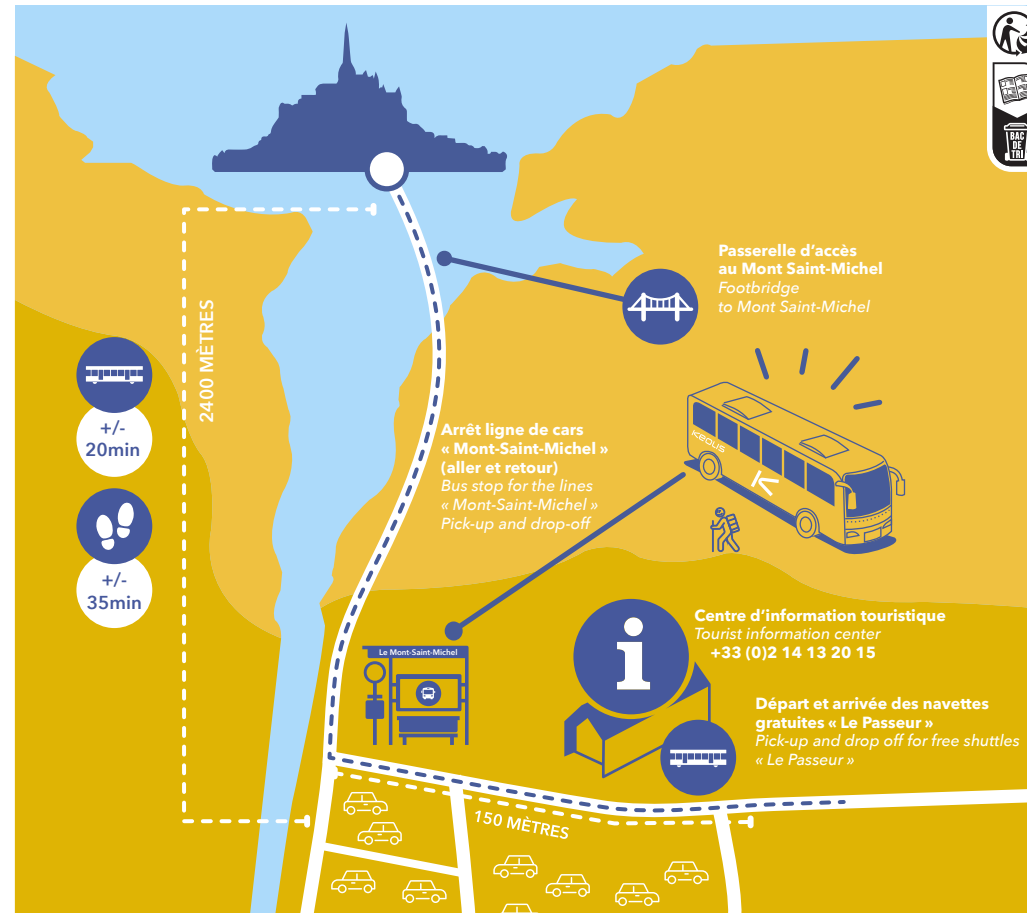 BAC
DE
TRI
Passerelle d’accès
au Mont Saint-Michel
Footbridge
to Mont Saint-Michel
2400 MÈTRES
+/-
20min
+/-
35min
Arrêt ligne de cars
« Mont-Saint-Michel »
(aller et retour)
Bus stop for the lines
« Mont-Saint-Michel »
Pick-up and drop-off
KEOLIS
Le Mont-Saint-Michel
i
Centre d’information touristique
Tourist information center
+33 (0)2 14 13 20 15
Départ et arrivée des navettes
gratuites « Le Passeur »
Pick-up and drop off for free shuttles
« Le Passeur »
150 MÈTRES